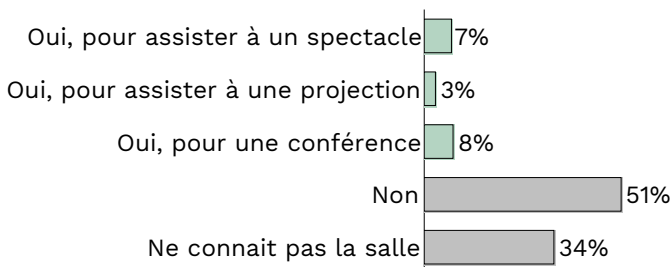 Oui, pour assister à un spectacle 7%
Oui, pour assister à une projection 3%
Oui, pour une conférence 8%
Non 51%
Ne connait pas la salle 34%